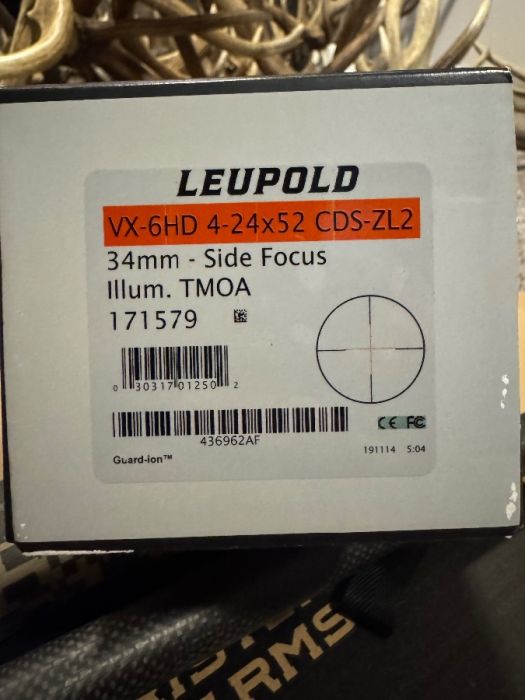 LEUPOLD
VX-6HD 4-24x52 CDS-ZL2
34mm - Side Focus
Illum. TMOA
171579
0 30317 01250 2
436962AF
CE FC
Guard-ion™
191114 5:04
RMS